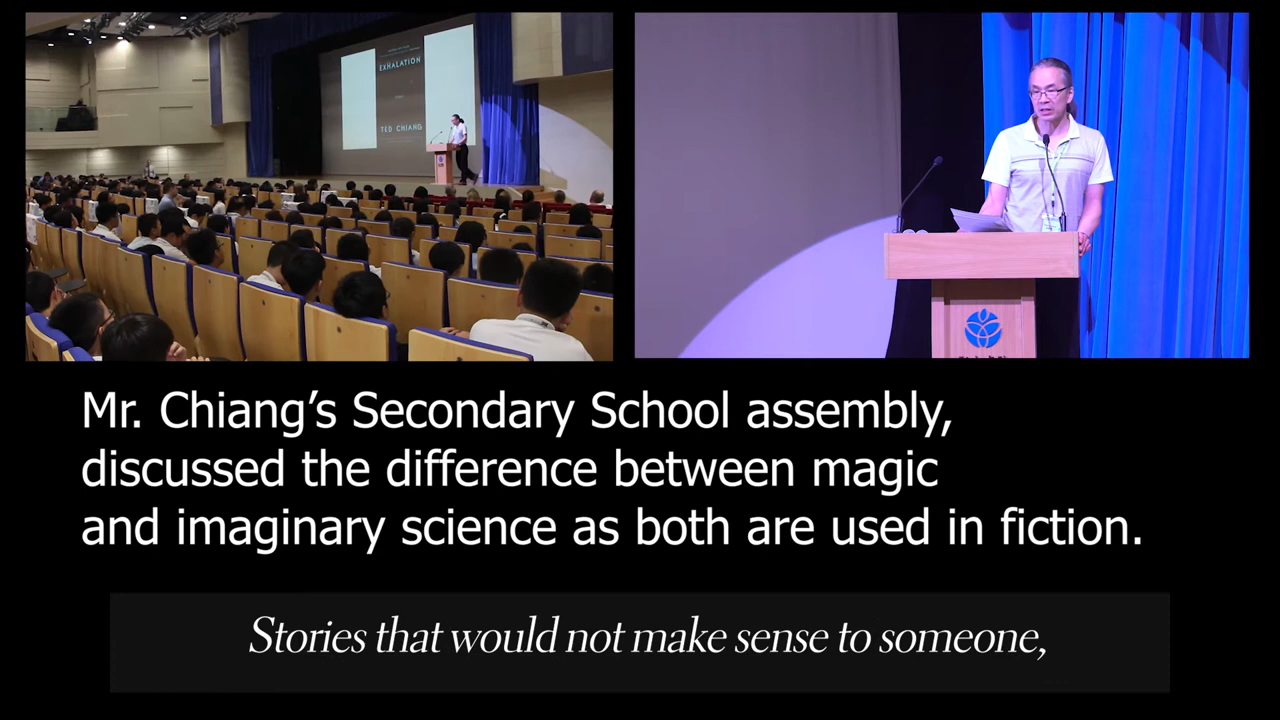 EXHALATION
TED CHIANG
Mr. Chiang’s Secondary School assembly,
discussed the difference between magic
and imaginary science as both are used in fiction.
Stories that would not make sense to someone,